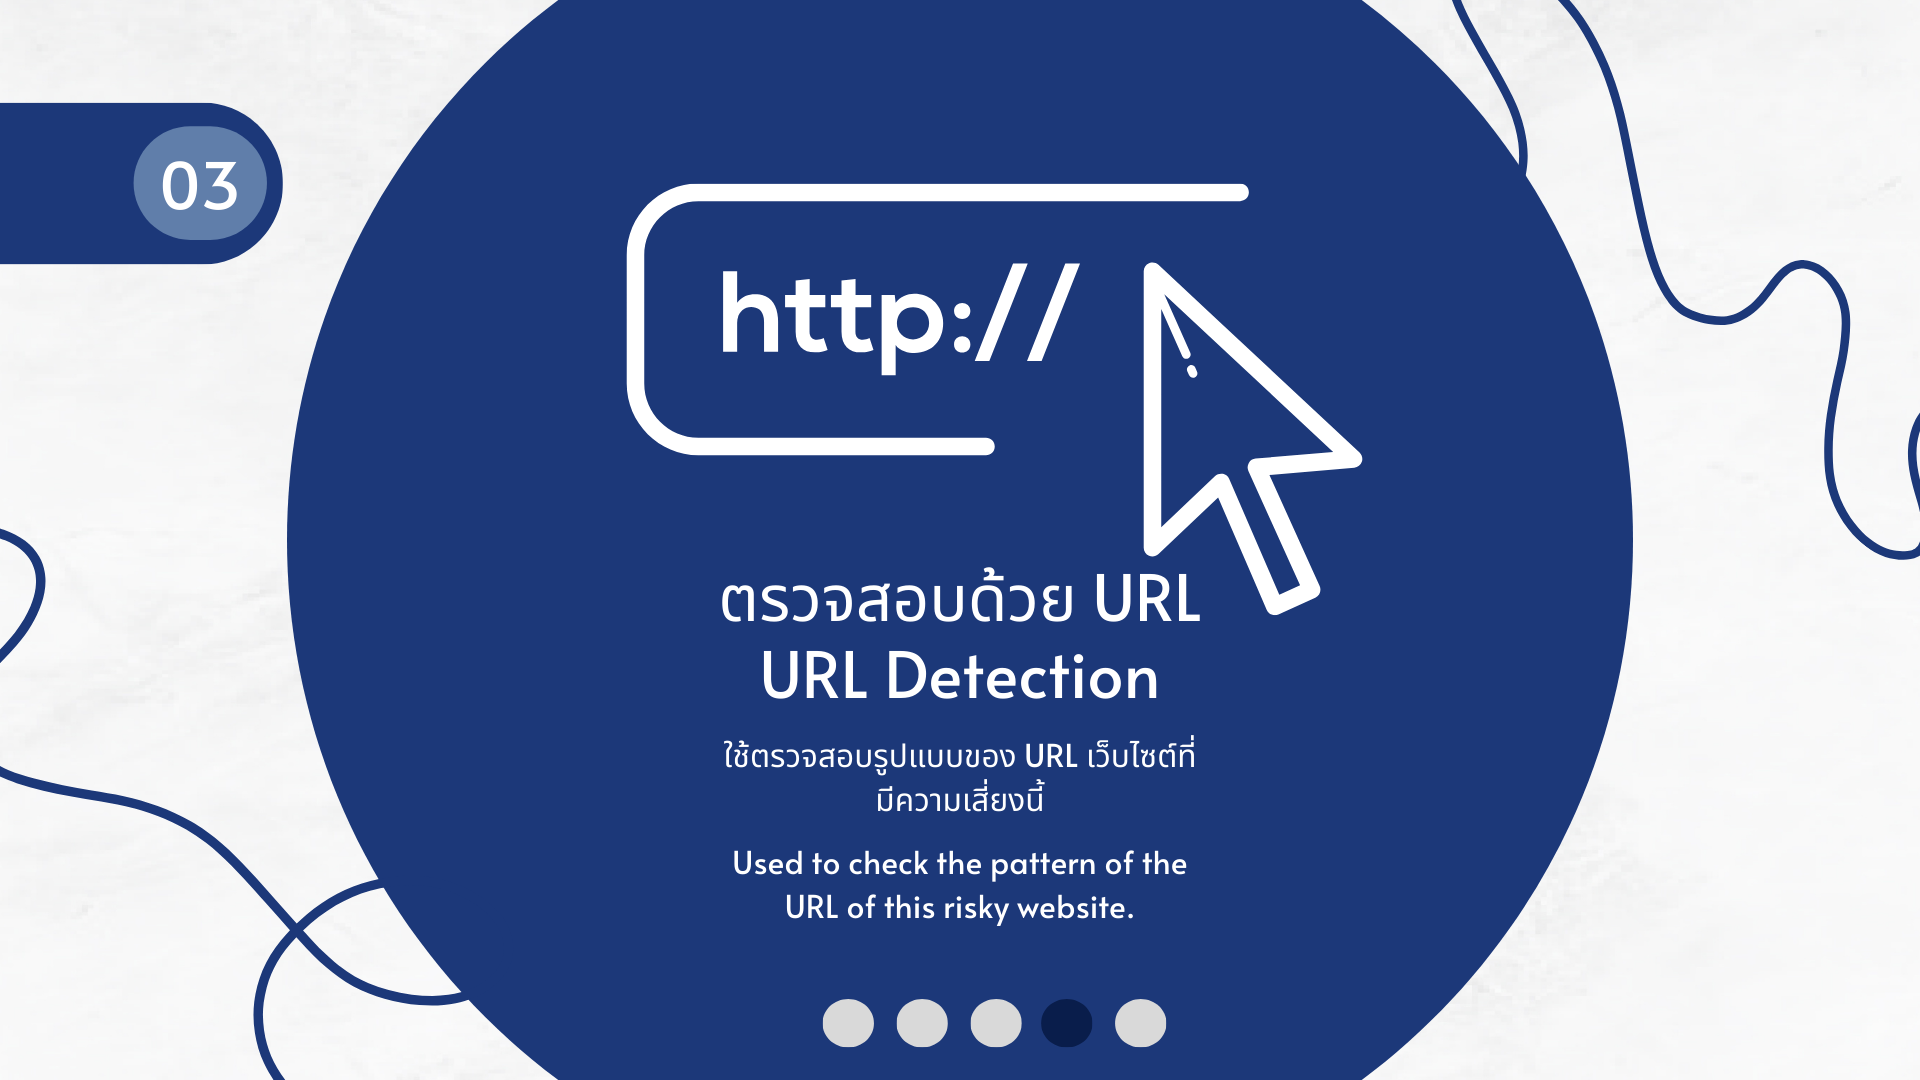 03
http://
ตรวจสอบด้วย URL
URL Detection
ใช้ตรวจสอบรูปแบบของ URL เว็บไซต์ที่
มีความเสี่ยงนี้
Used to check the pattern of the
URL of this risky website.